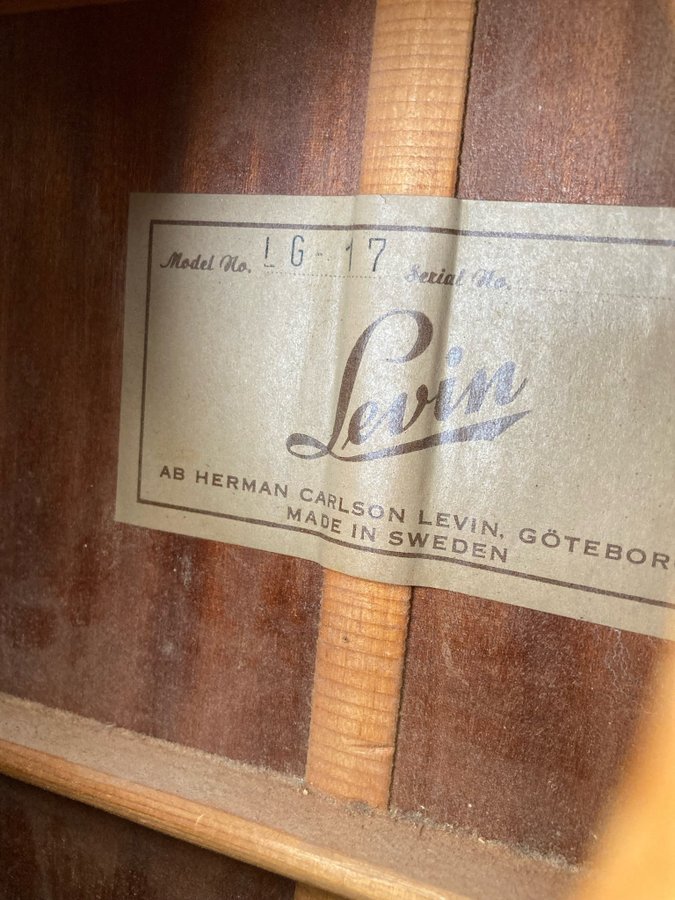 Model No. LG-17 Serial No.
Levin
AB HERMAN CARLSON LEVIN, GÖTEBOR
MADE IN SWEDEN